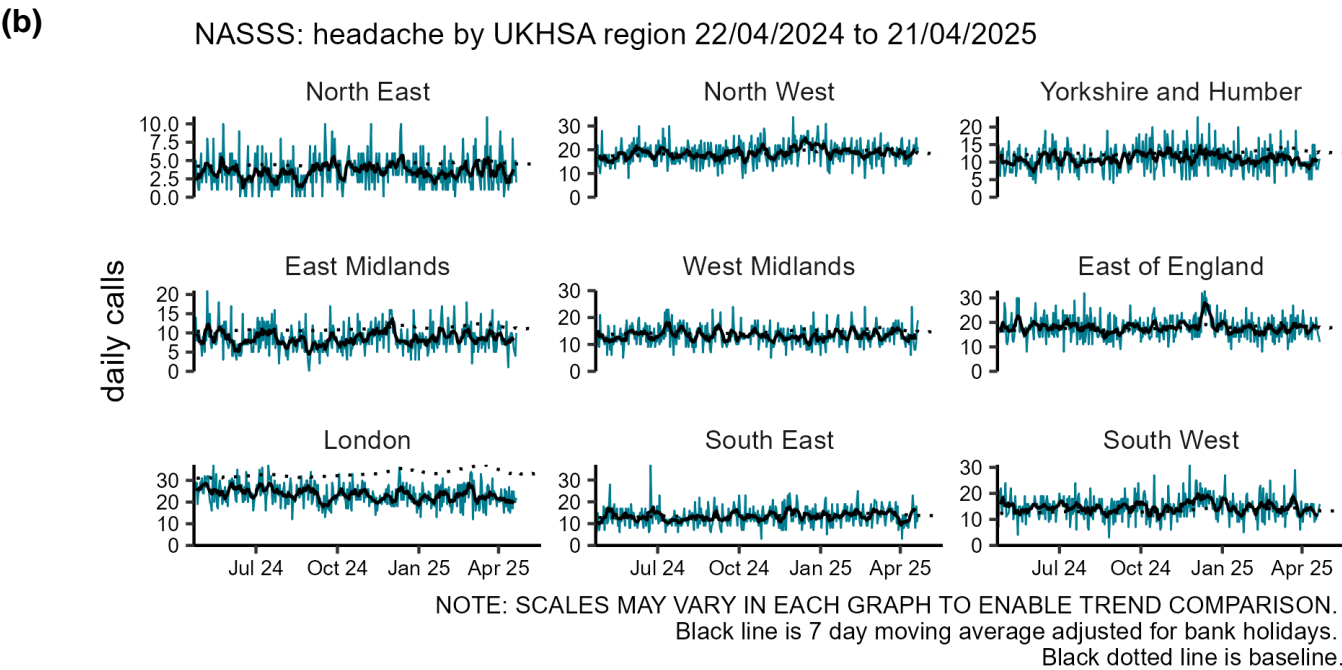 (b)
NASSS: headache by UKHSA region 22/04/2024 to 21/04/2025
daily calls
North East
10.0
7.5
5.0
2.5
0.0
North West
30
20
10
0
Yorkshire and Humber
20
15
10
5
0
East Midlands
20
15
10
5
0
West Midlands
30
20
10
0
East of England
30
20
10
0
London
30
20
10
0
Jul 24 Oct 24 Jan 25 Apr 25
South East
30
20
10
0
Jul 24 Oct 24 Jan 25 Apr 25
South West
30
20
10
0
Jul 24 Oct 24 Jan 25 Apr 25
NOTE: SCALES MAY VARY IN EACH GRAPH TO ENABLE TREND COMPARISON.
Black line is 7 day moving average adjusted for bank holidays.
Black dotted line is baseline.